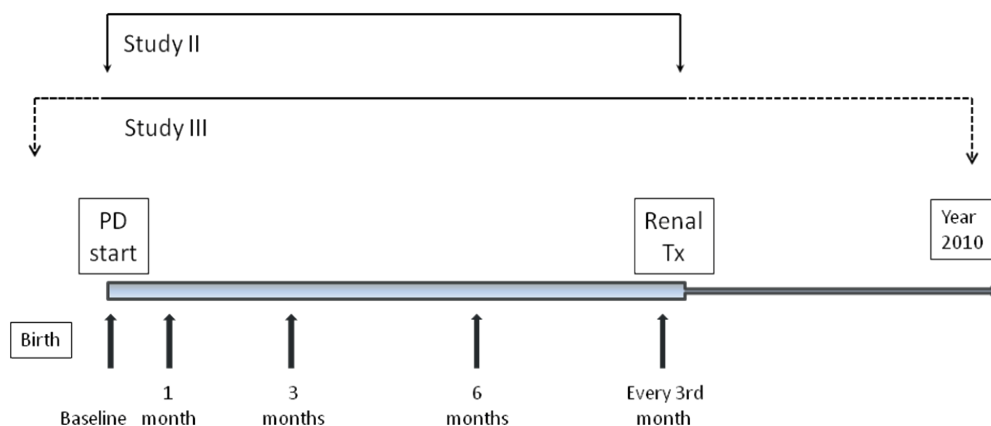 Study II
Study III
PD
start
Renal
Tx
Year
2010
Birth
Baseline
1
month
3
months
6
months
Every 3rd
month